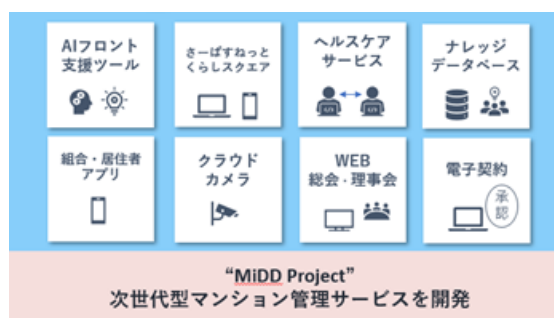 AIフロント
支援ツール
さーぱすねっと
くらしスクエア
ヘルスケア
サービス
ナレッジ
データベース
組合・居住者
アプリ
クラウド
カメラ
WEB
総会・理事会
電子契約
承認
“MiDD Project”
次世代型マンション管理サービスを開発